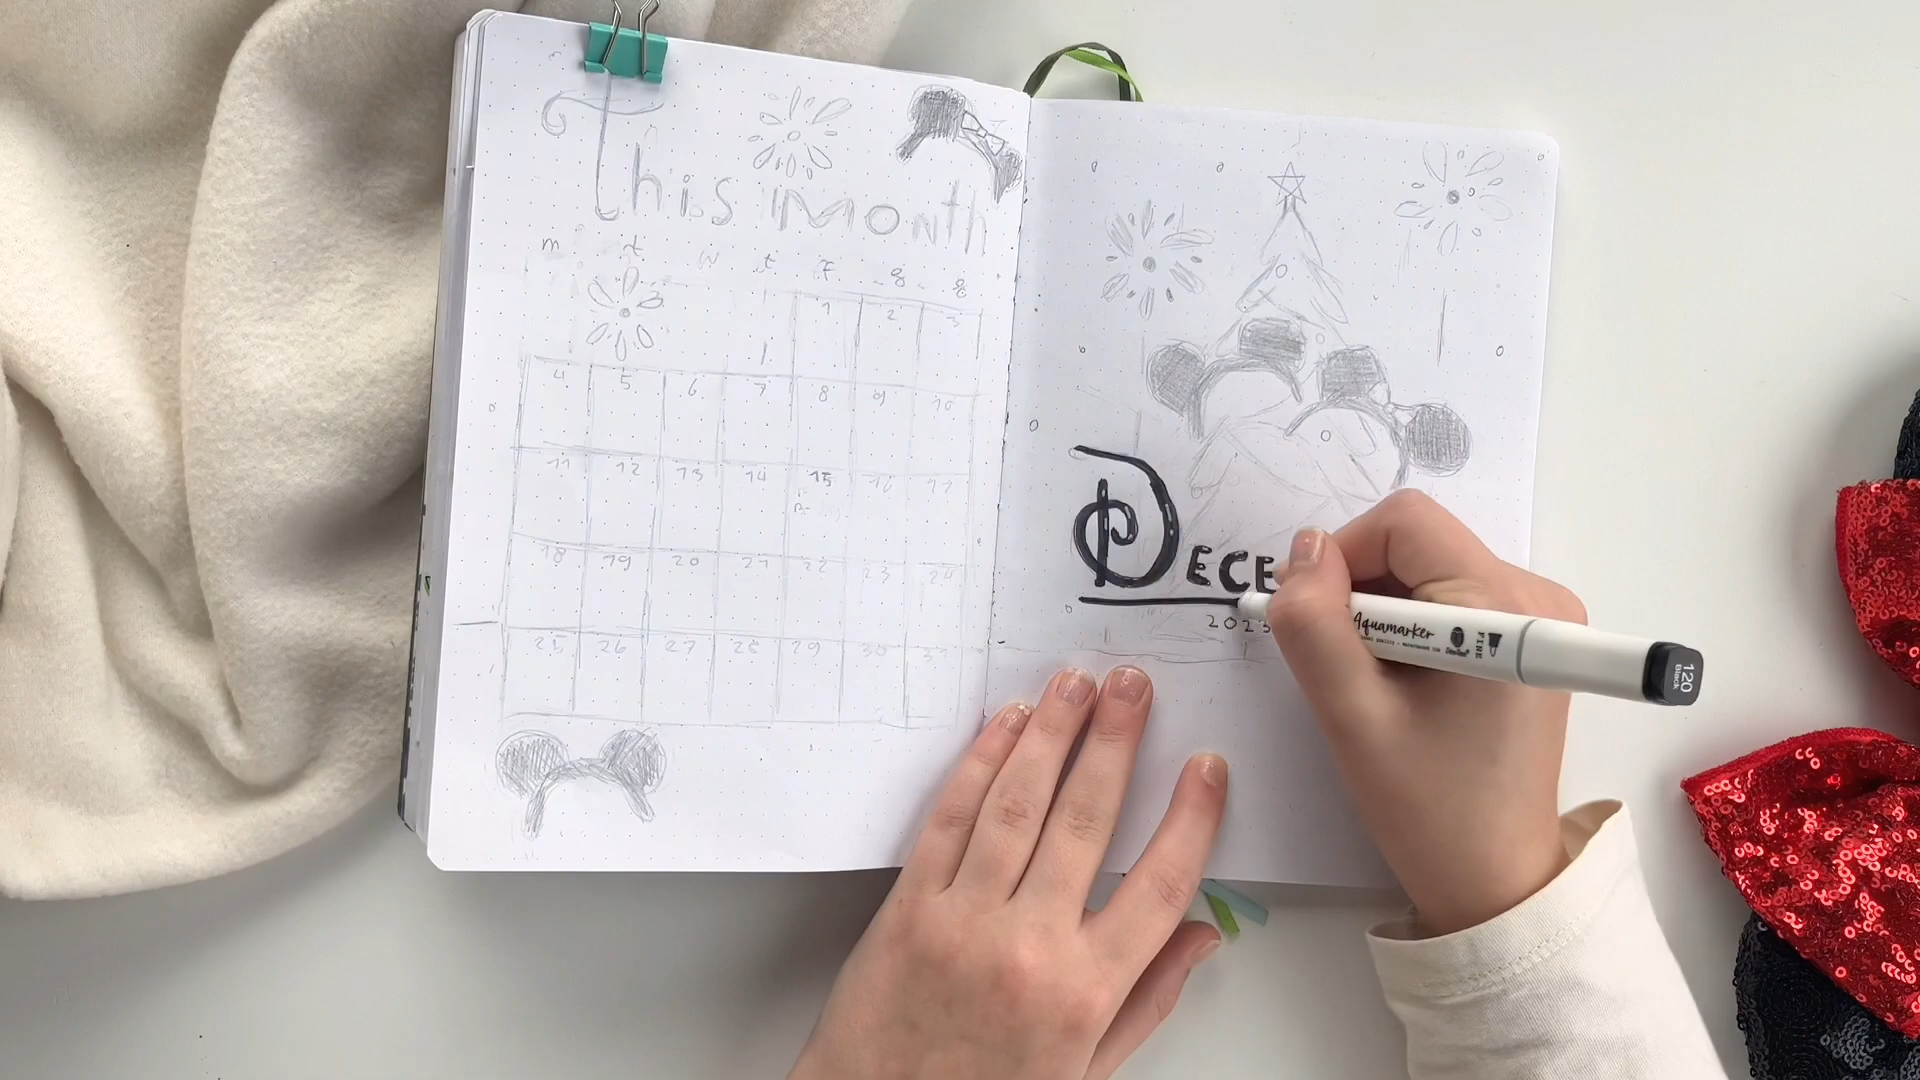 This Month
m t w t F s s
1 2 3
4 5 6 7 8 9 10
11 12 13 14 15 16 17
18 19 20 21 22 23 24
25 26 27 28 29 30 31
DECE
2023
Aquamarker
FINE
120
Black